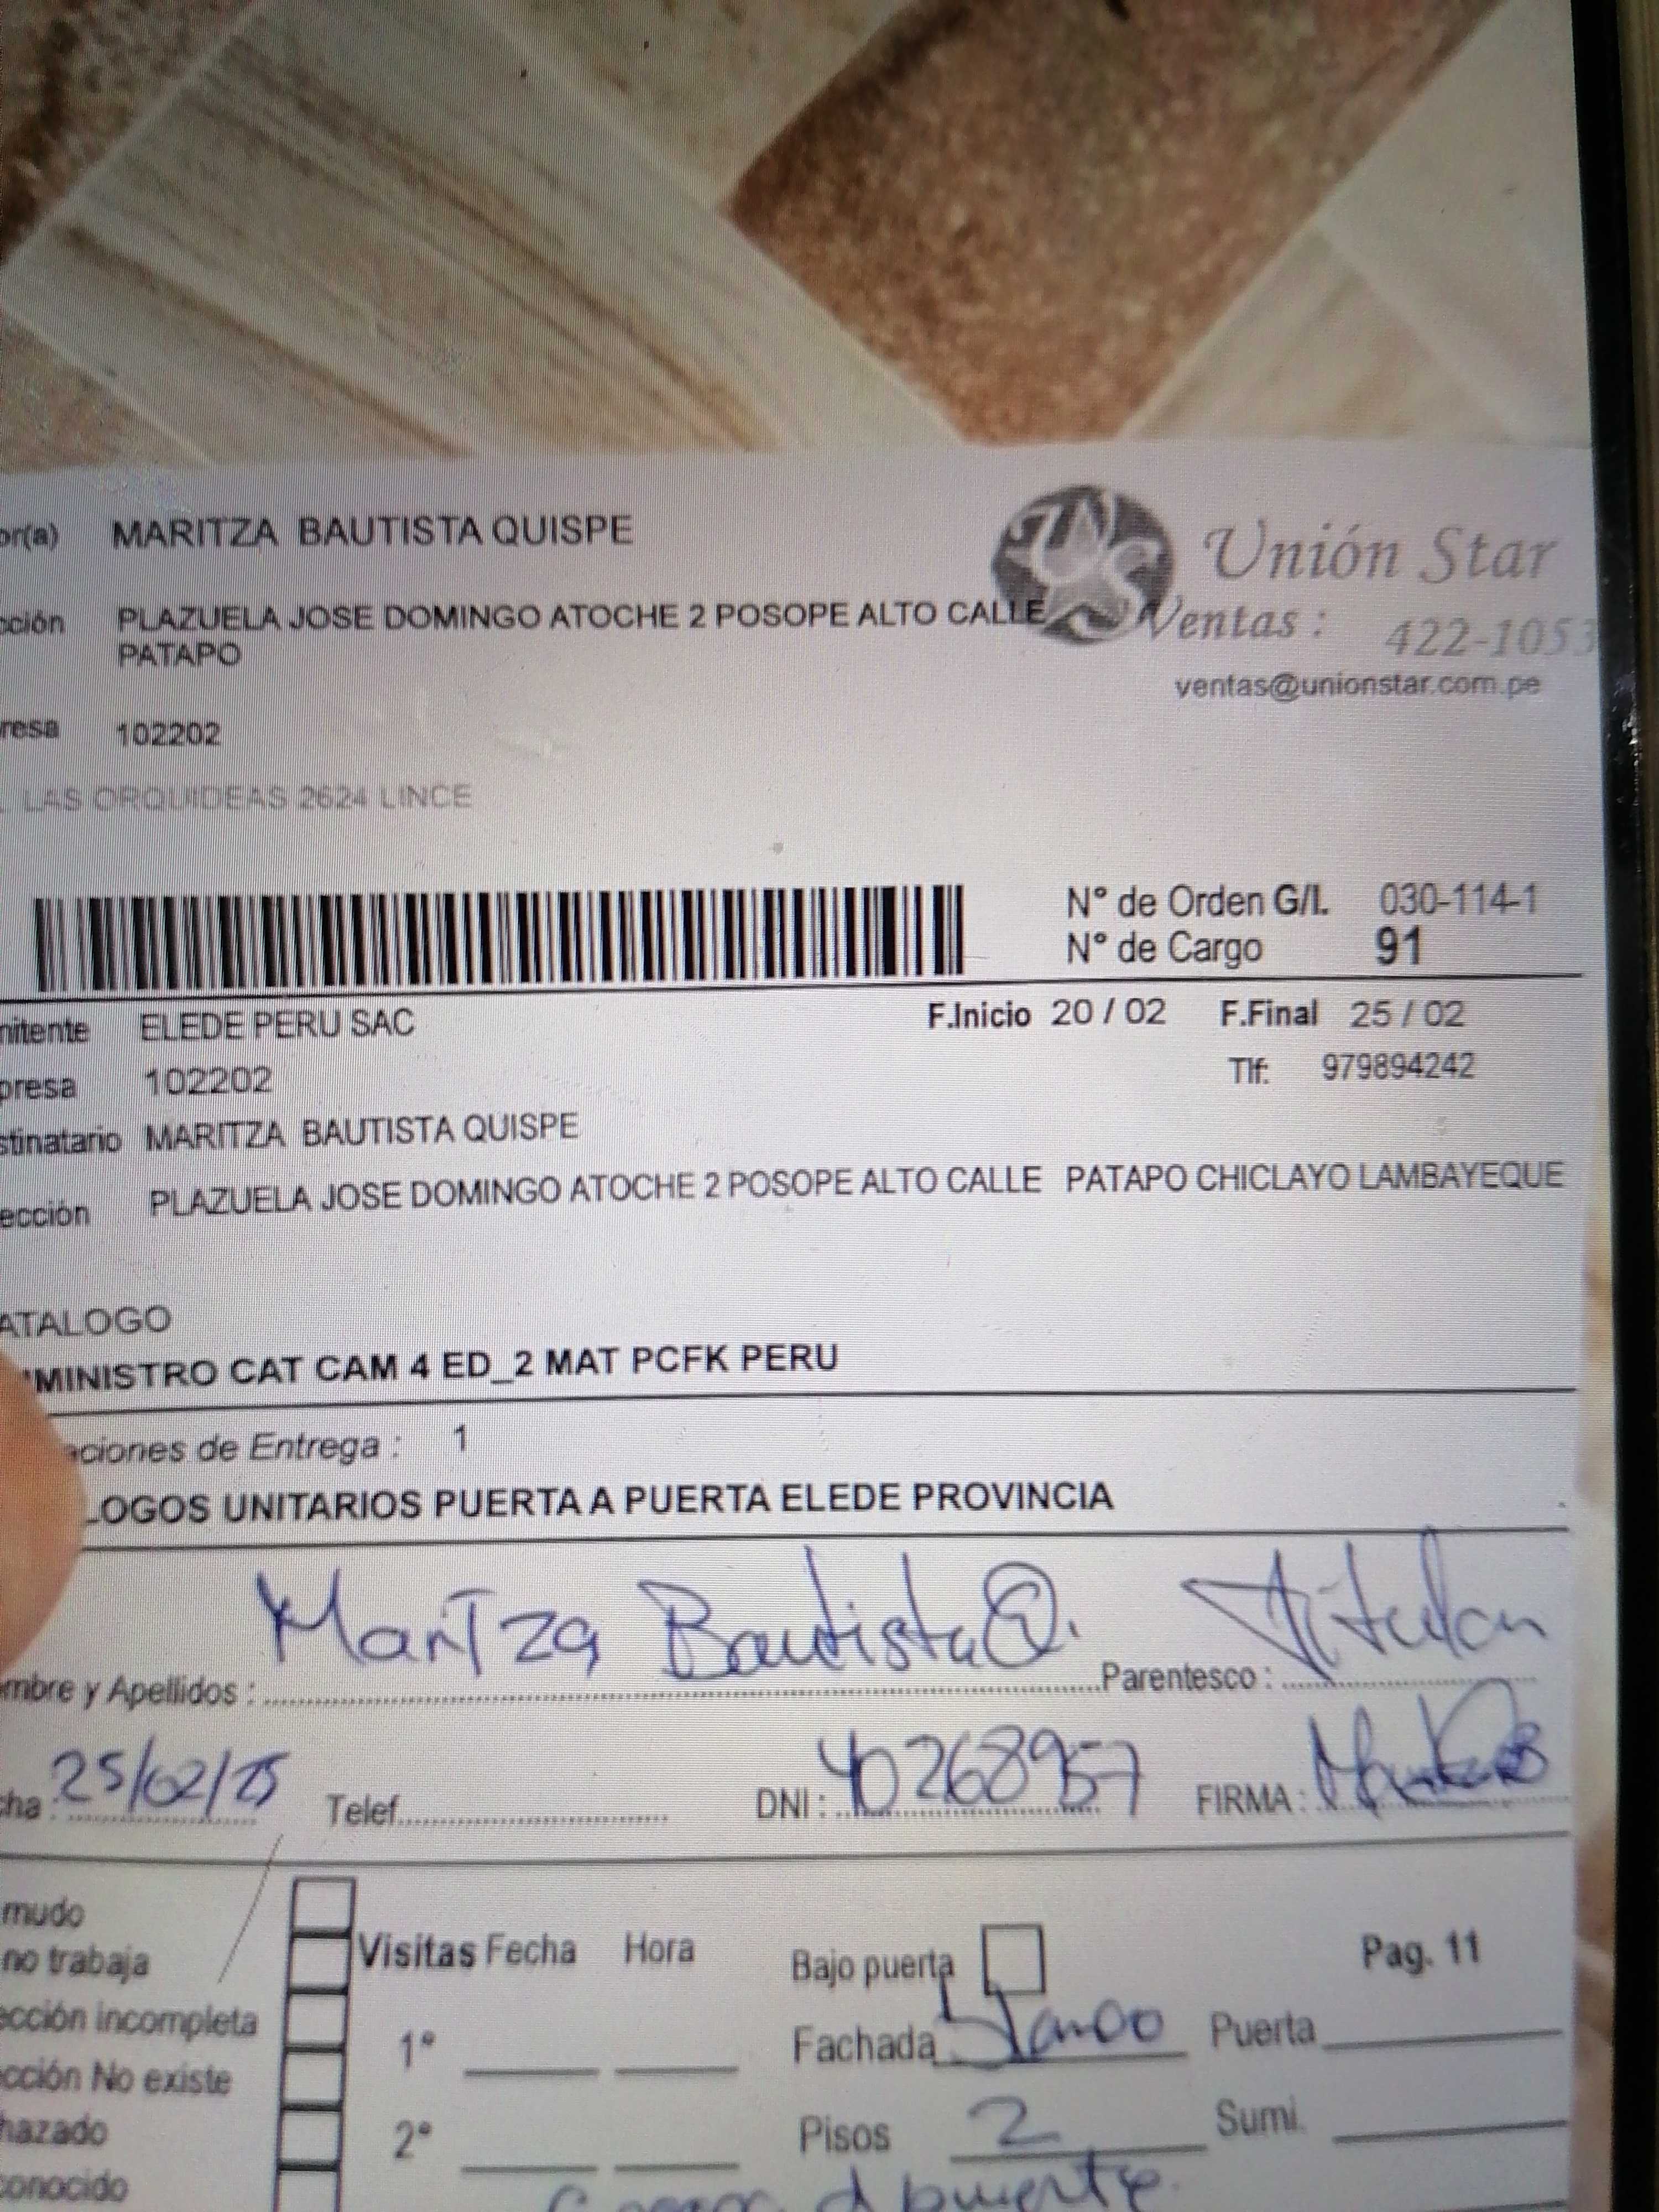 or(a) MARITZA BAUTISTA QUISPE
Unión Star
cción PLAZUELA JOSE DOMINGO ATOCHE 2 POSOPE ALTO CALLE
PATAPO
Ventas : 422-1053
ventas@unionstar.com.pe
resa 102202
LAS ORQUIDEAS 2624 LINCE
N° de Orden G/I. 030-114-1
N° de Cargo 91
mitente ELEDE PERU SAC F.Inicio 20 / 02 F.Final 25 / 02
presa 102202 Tlf: 979894242
stinatario MARITZA BAUTISTA QUISPE
ección PLAZUELA JOSE DOMINGO ATOCHE 2 POSOPE ALTO CALLE PATAPO CHICLAYO LAMBAYEQUE
ATALOGO
MINISTRO CAT CAM 4 ED_2 MAT PCFK PERU
aciones de Entrega : 1
LOGOS UNITARIOS PUERTA A PUERTA ELEDE PROVINCIA
mbre y Apellidos : Maritza Bautista Q. Parentesco : Titular
cha : 25/02/25 Telef. DNI : 40268957 FIRMA :
mudo
no trabaja
Visitas Fecha Hora Bajo puerta Pag. 11
ección incompleta
1° Fachada Puerta
cción No existe
hazado
2° Pisos 2 Sumi.
conocido
puente